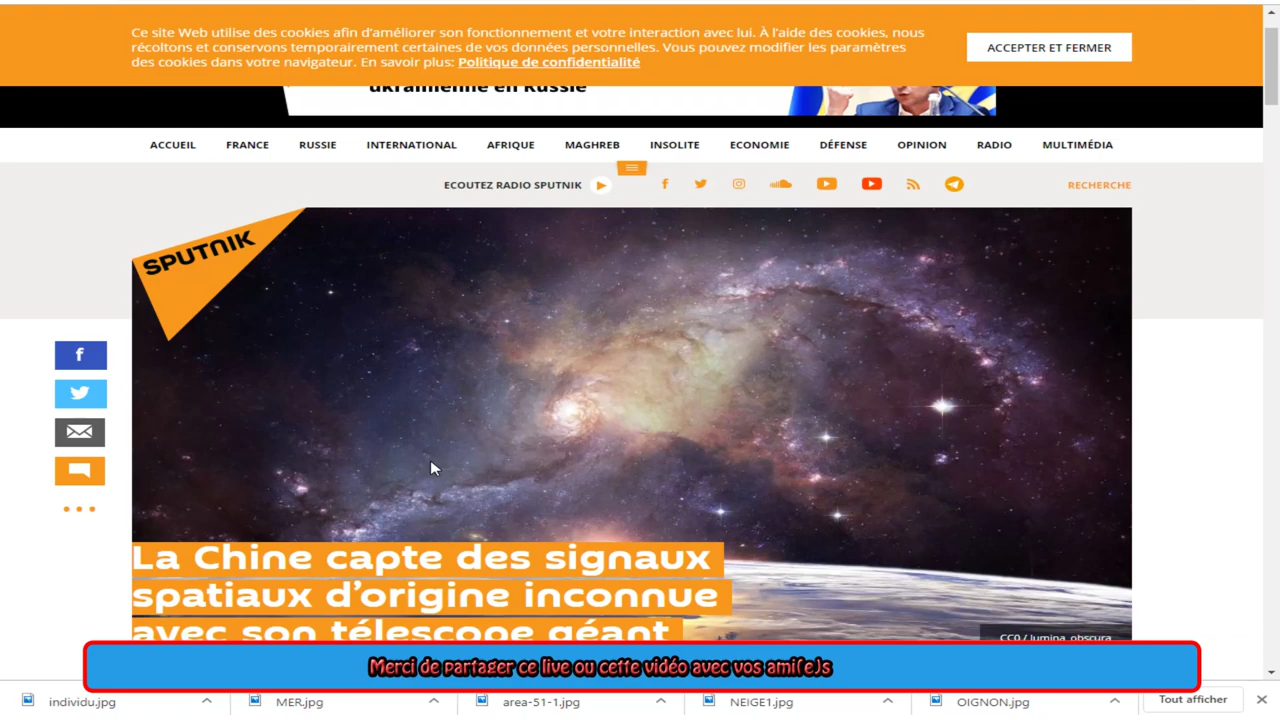 Ce site Web utilise des cookies afin d'améliorer son fonctionnement et votre interaction avec lui. À l'aide des cookies, nous
récoltons et conservons temporairement certaines de vos données personnelles. Vous pouvez modifier les paramètres
des cookies dans votre navigateur. En savoir plus: Politique de confidentialité
ACCEPTER ET FERMER
ukrainienne en Russie
ACCUEIL FRANCE RUSSIE INTERNATIONAL AFRIQUE MAGHREB INSOLITE ECONOMIE DÉFENSE OPINION RADIO MULTIMÉDIA
ECOUTEZ RADIO SPUTNIK
RECHERCHE
SPUTNIK
La Chine capte des signaux
spatiaux d'origine inconnue
avec son télescope géant
CC0 / lumina_obscura
Merci de partager ce live ou cette vidéo avec vos ami(e)s
individu.jpg MER.jpg area-51-1.jpg NEIGE1.jpg OIGNON.jpg Tout afficher